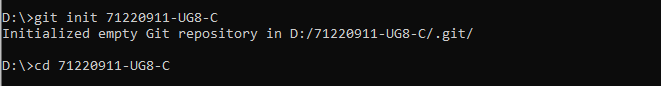 D:\>git init 71220911-UG8-C
Initialized empty Git repository in D:/71220911-UG8-C/.git/
D:\>cd 71220911-UG8-C